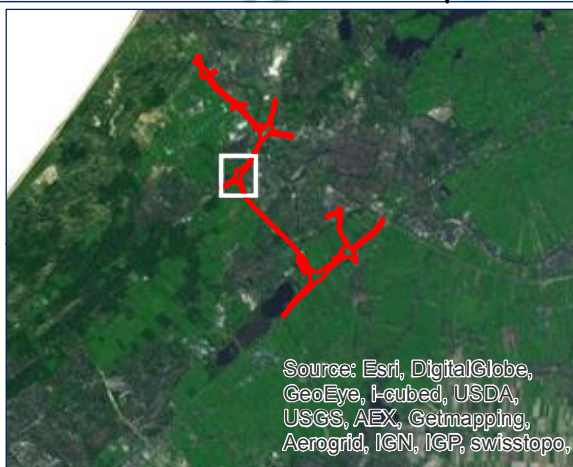 Source: Esri, DigitalGlobe,
GeoEye, i-cubed, USDA,
USGS, AEX, Getmapping,
Aerogrid, IGN, IGP, swisstopo,